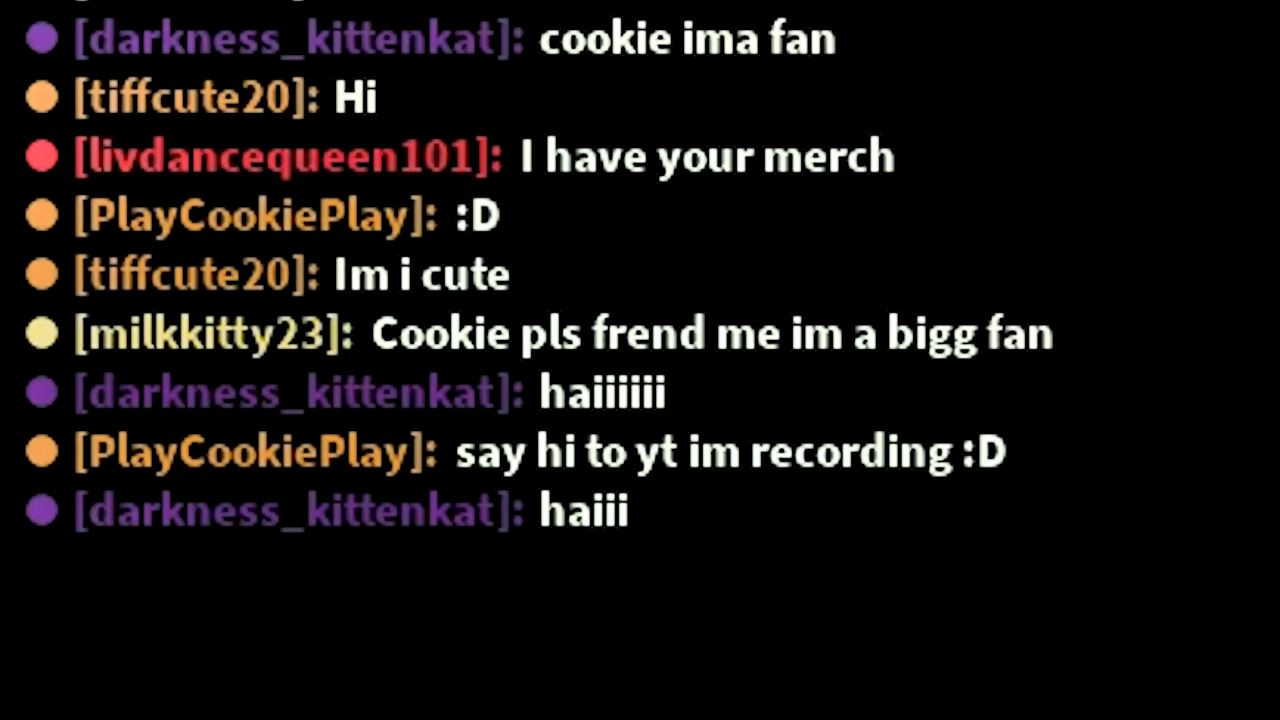 [darkness_kittenkat]: cookie ima fan
[tiffcute20]: Hi
[livdancequeen101]: I have your merch
[PlayCookiePlay]: :D
[tiffcute20]: Im i cute
[milkkitty23]: Cookie pls frend me im a bigg fan
[darkness_kittenkat]: haiiiiiii
[PlayCookiePlay]: say hi to yt im recording :D
[darkness_kittenkat]: haiii